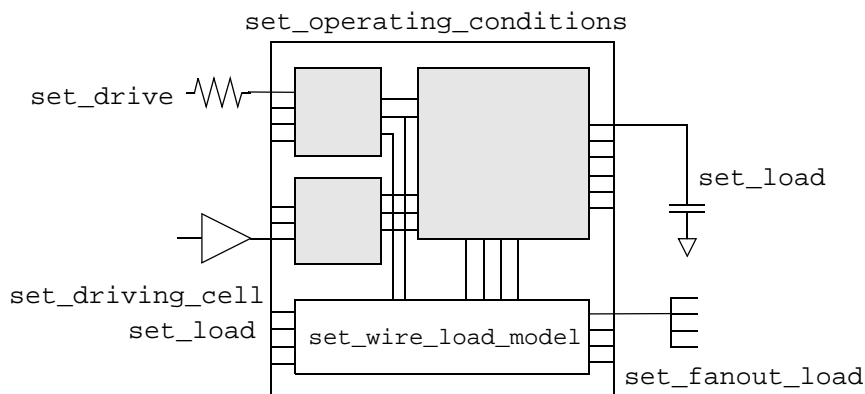 set_operating_conditions
set_drive
set_load
set_driving_cell
set_load
set_wire_load_model
set_fanout_load